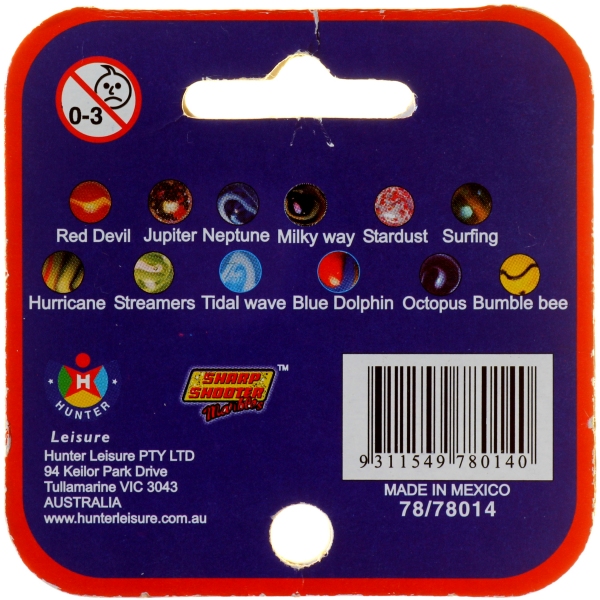 0-3
Red Devil Jupiter Neptune Milky way Stardust Surfing
Hurricane Streamers Tidal wave Blue Dolphin Octopus Bumble bee
H
HUNTER
Leisure
SHARP
SHOOTER
Marbles
TM
Hunter Leisure PTY LTD
94 Keilor Park Drive
Tullamarine VIC 3043
AUSTRALIA
www.hunterleisure.com.au
9 311549 780140
MADE IN MEXICO
78/78014